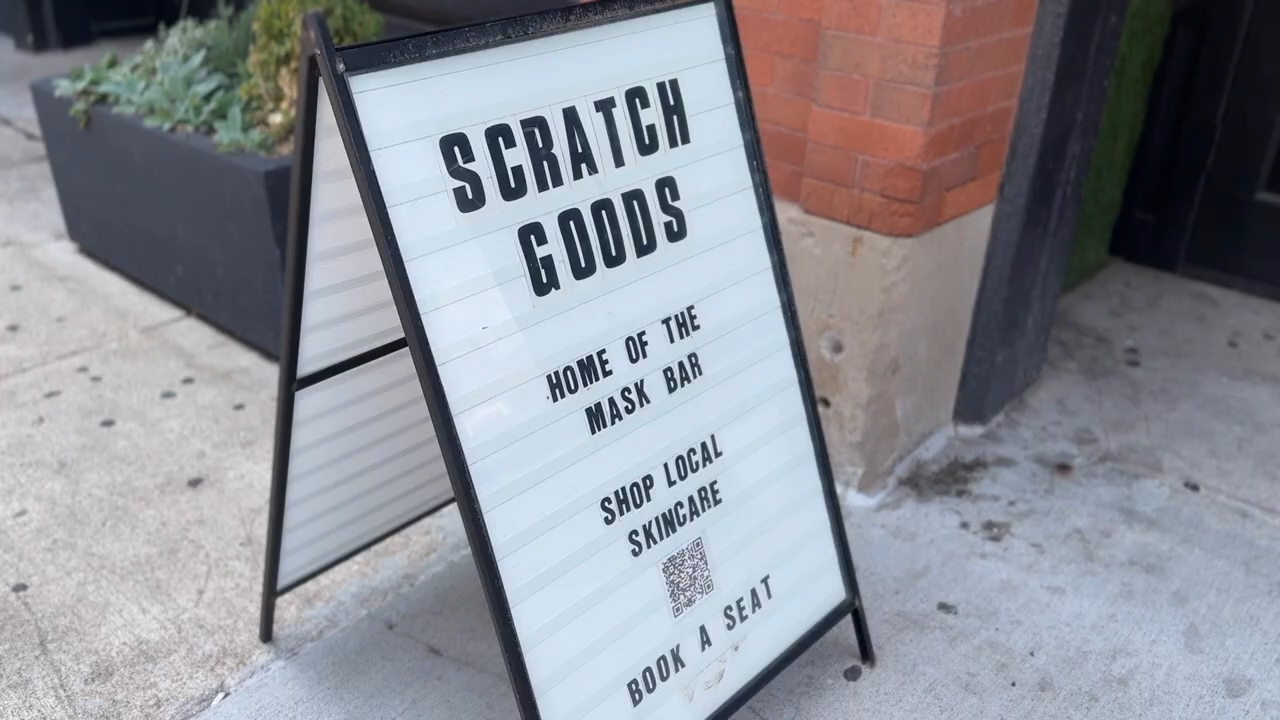 SCRATCH
GOODS
HOME OF THE
MASK BAR
SHOP LOCAL
SKINCARE
BOOK A SEAT